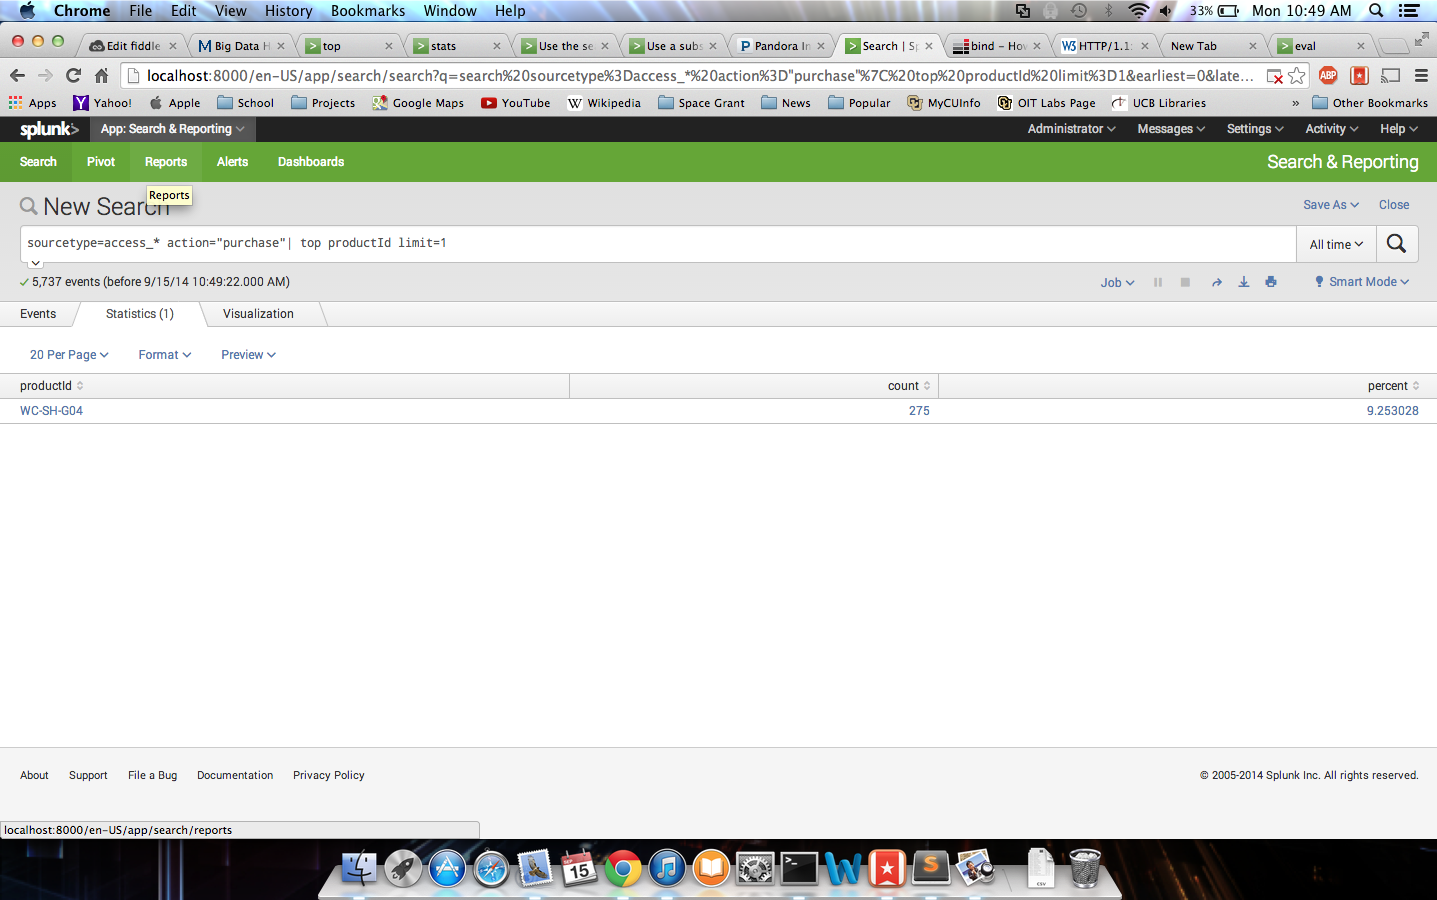 Chrome File Edit View History Bookmarks Window Help 33% Mon 10:49 AM
Edit fiddle Big Data H top stats Use the se Use a subs Pandora In Search | Sp bind - Hov HTTP/1.1: New Tab eval
localhost:8000/en-US/app/search/search?q=search%20sourcetype%3Daccess_*%20action%3D"purchase"%7C%20top%20productId%20limit%3D1&earliest=0&late... ABP
Apps Yahoo! Apple School Projects Google Maps YouTube Wikipedia Space Grant News Popular MyCUInfo OIT Labs Page UCB Libraries » Other Bookmarks
splunk> App: Search & Reporting Administrator Messages Settings Activity Help
Search Pivot Reports Alerts Dashboards Search & Reporting
Reports
New Search Save As Close
sourcetype=access_* action="purchase"| top productId limit=1 All time
5,737 events (before 9/15/14 10:49:22.000 AM) Job Smart Mode
Events Statistics (1) Visualization
20 Per Page Format Preview
productId count percent
WC-SH-G04 275 9.253028
About Support File a Bug Documentation Privacy Policy © 2005-2014 Splunk Inc. All rights reserved.
localhost:8000/en-US/app/search/reports
SEP
15
CSV